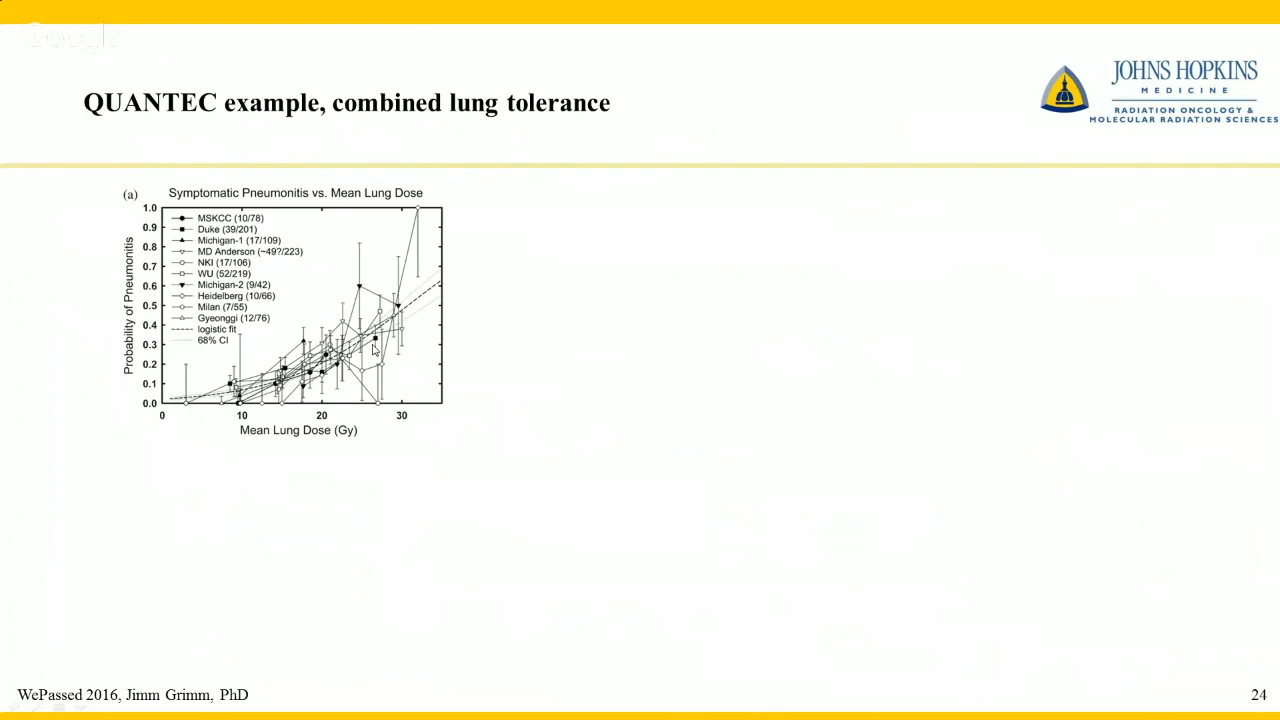 Google
QUANTEC example, combined lung tolerance
JOHNS HOPKINS
MEDICINE
RADIATION ONCOLOGY &
MOLECULAR RADIATION SCIENCES
(a)
Symptomatic Pneumonitis vs. Mean Lung Dose
Probability of Pneumonitis
1.0
0.9
0.8
0.7
0.6
0.5
0.4
0.3
0.2
0.1
0.0
MSKCC (10/78)
Duke (39/201)
Michigan-1 (17/109)
MD Anderson (~49?/223)
NKI (17/106)
WU (52/219)
Michigan-2 (9/42)
Heidelberg (10/66)
Milan (7/55)
Gyeonggi (12/76)
logistic fit
68% CI
0 10 20 30
Mean Lung Dose (Gy)
WePassed 2016, Jimm Grimm, PhD
24